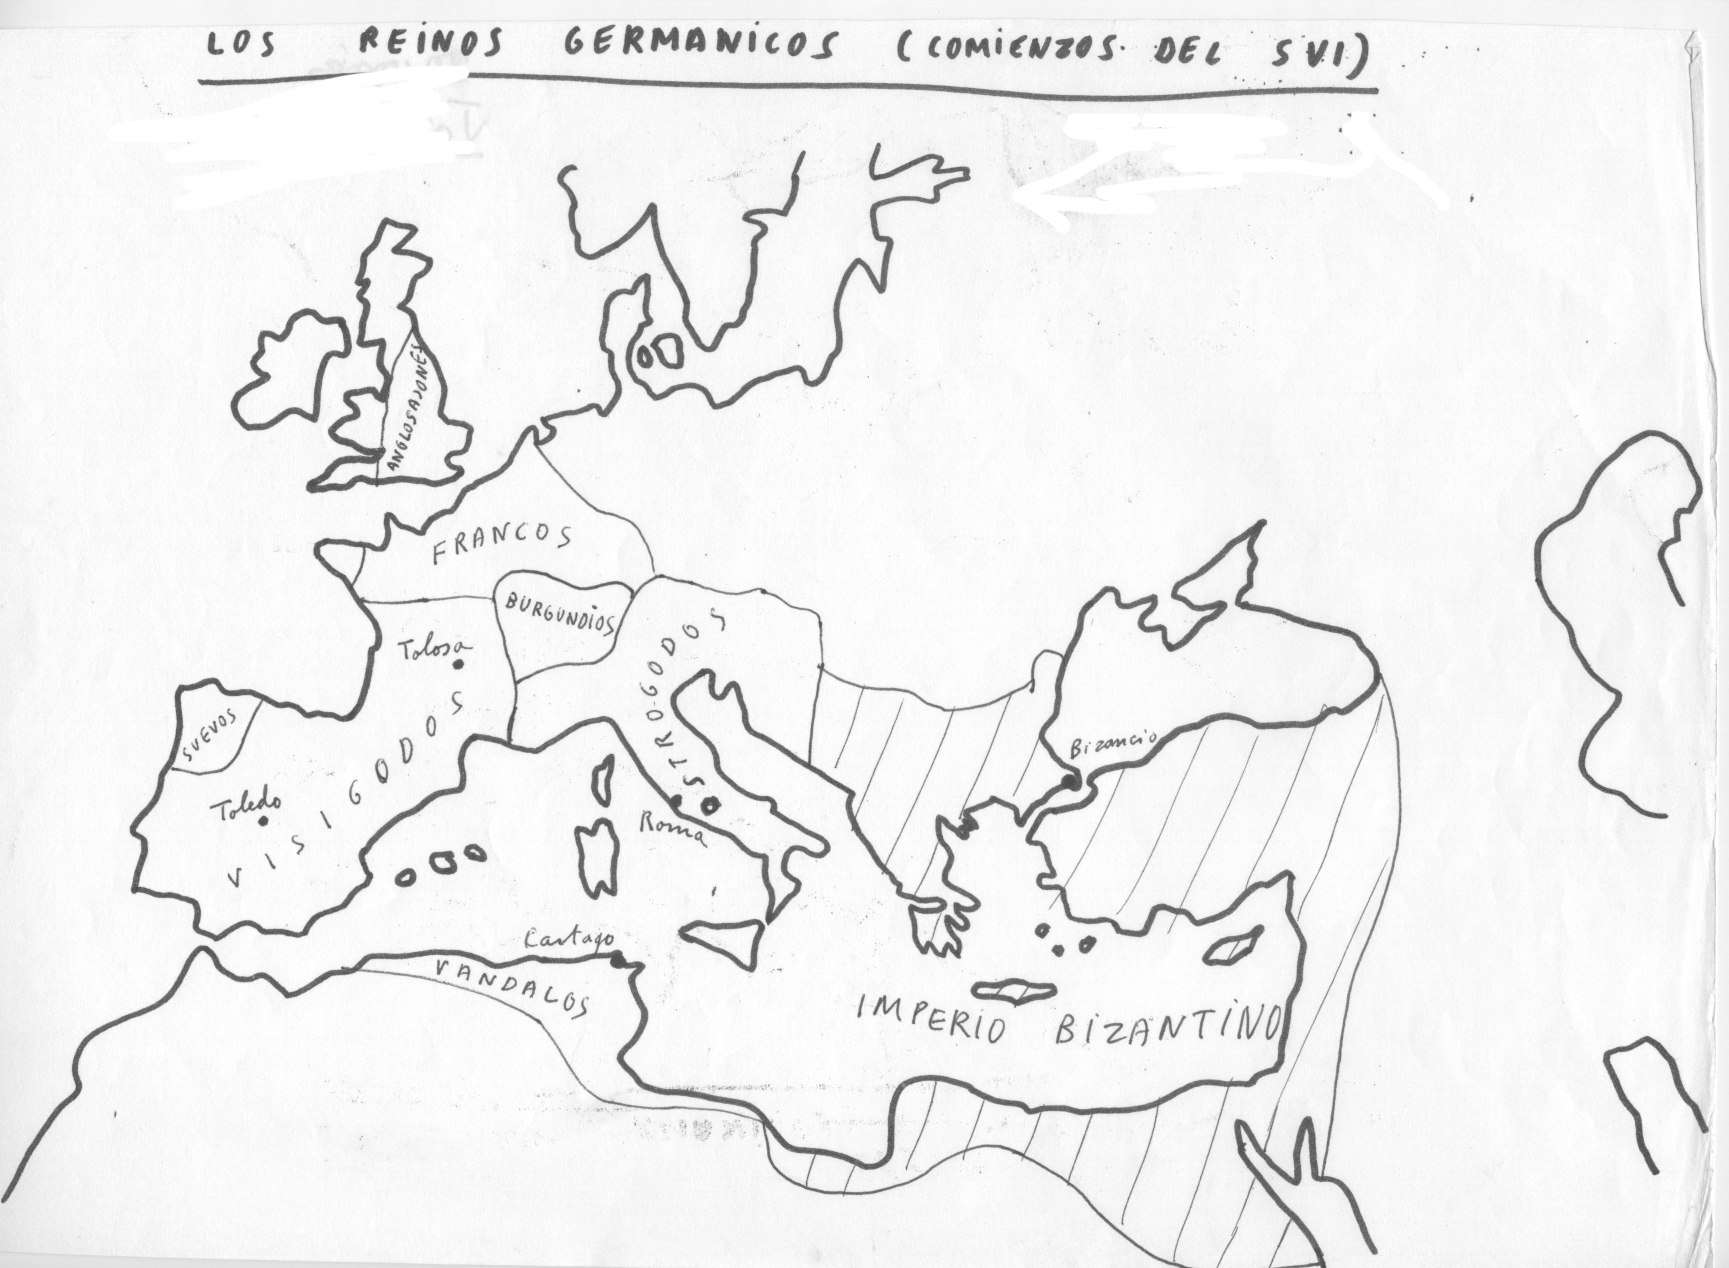 LOS REINOS GERMANICOS (COMIENZOS DEL S VI)
ANGLOSAJONES
FRANCOS
BURGUNDIOS
Tolosa
OSTROGODOS
SUEVOS
Toledo
VISIGODOS
Bizancio
Roma
Cartago
VANDALOS
IMPERIO BIZANTINO